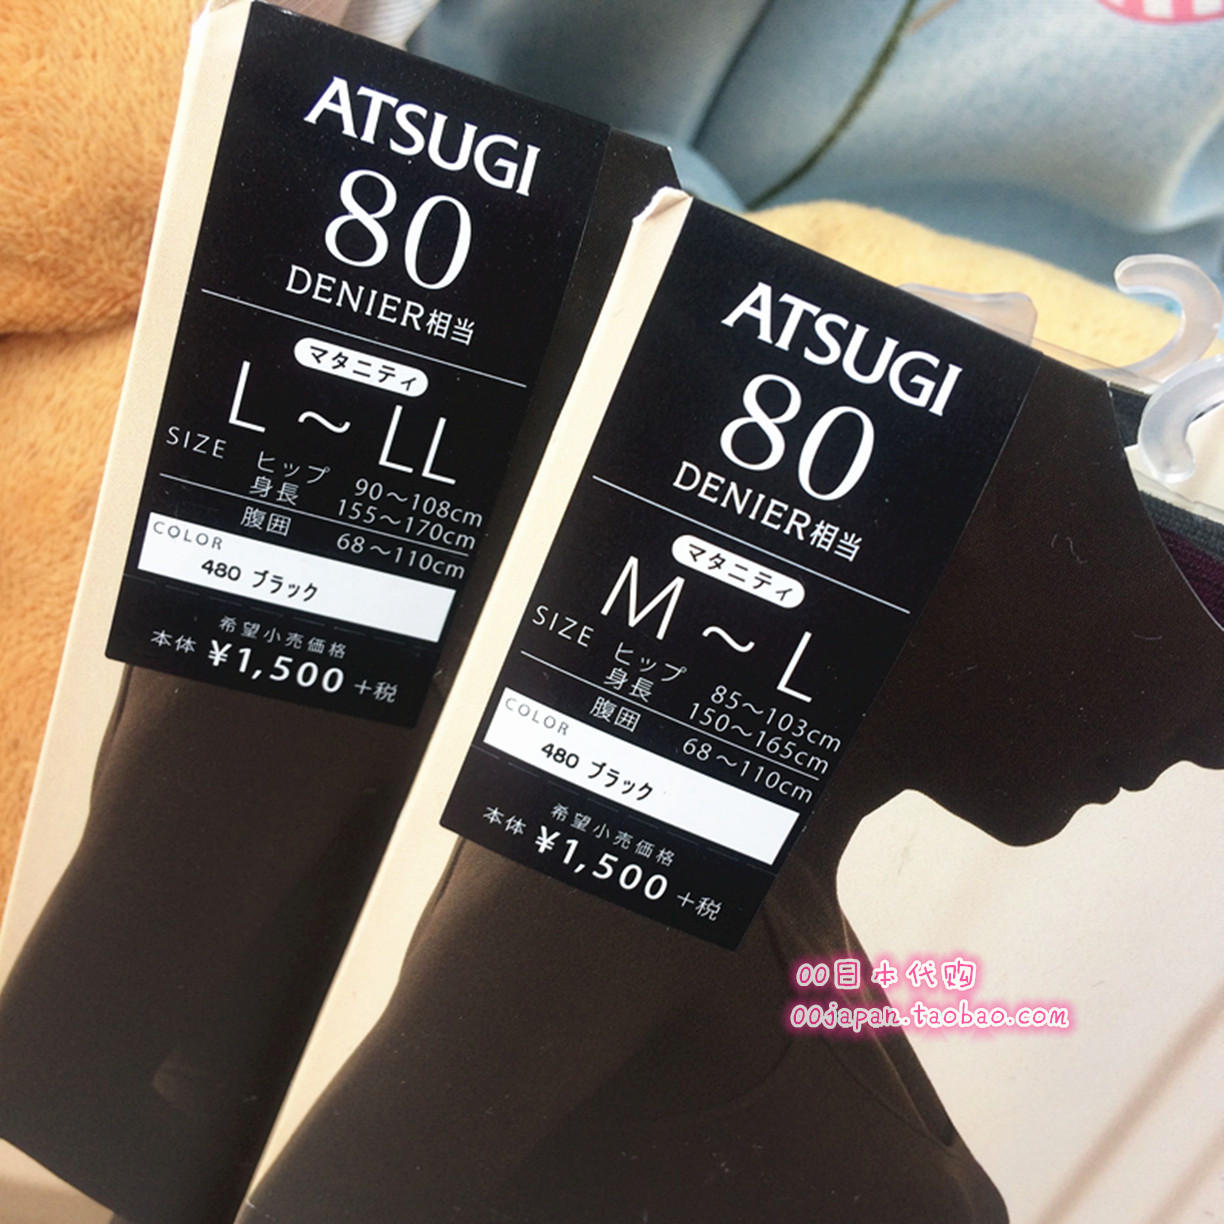 ATSUGI
80
DENIER相当
マタニティ
L～LL
SIZE
ヒップ 90～108cm
身長 155～170cm
腹囲 68～110cm
COLOR
480 ブラック
希望小売価格
本体 ¥1,500 +税
ATSUGI
80
DENIER相当
マタニティ
M～L
SIZE
ヒップ 85～103cm
身長 150～165cm
腹囲 68～110cm
COLOR
480 ブラック
希望小売価格
本体 ¥1,500 +税
00日本代购
00japan.taobao.com